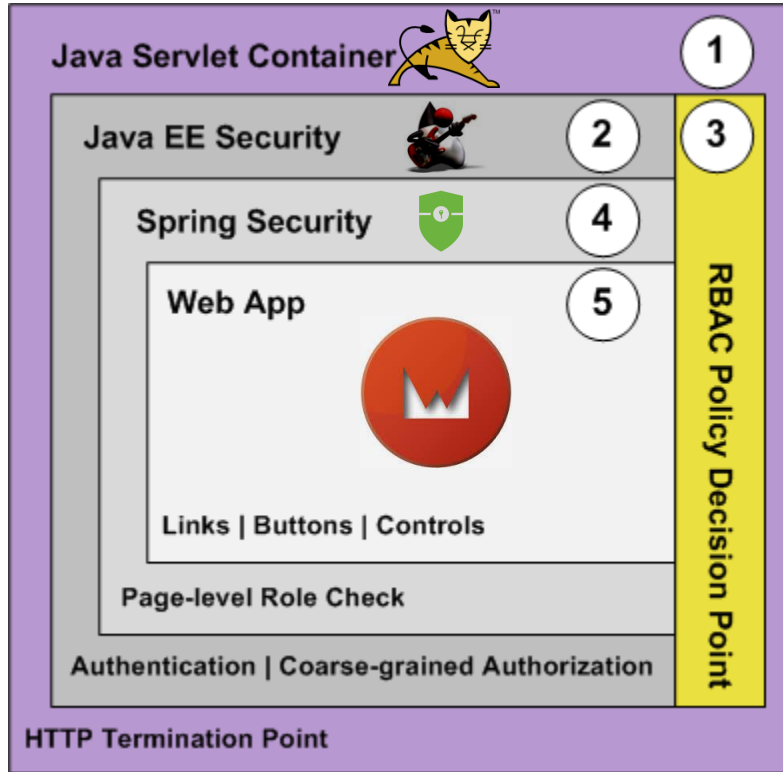 Java Servlet Container
TM
1
Java EE Security
2
3
Spring Security
4
Web App
5
RBAC Policy Decision Point
Links | Buttons | Controls
Page-level Role Check
Authentication | Coarse-grained Authorization
HTTP Termination Point